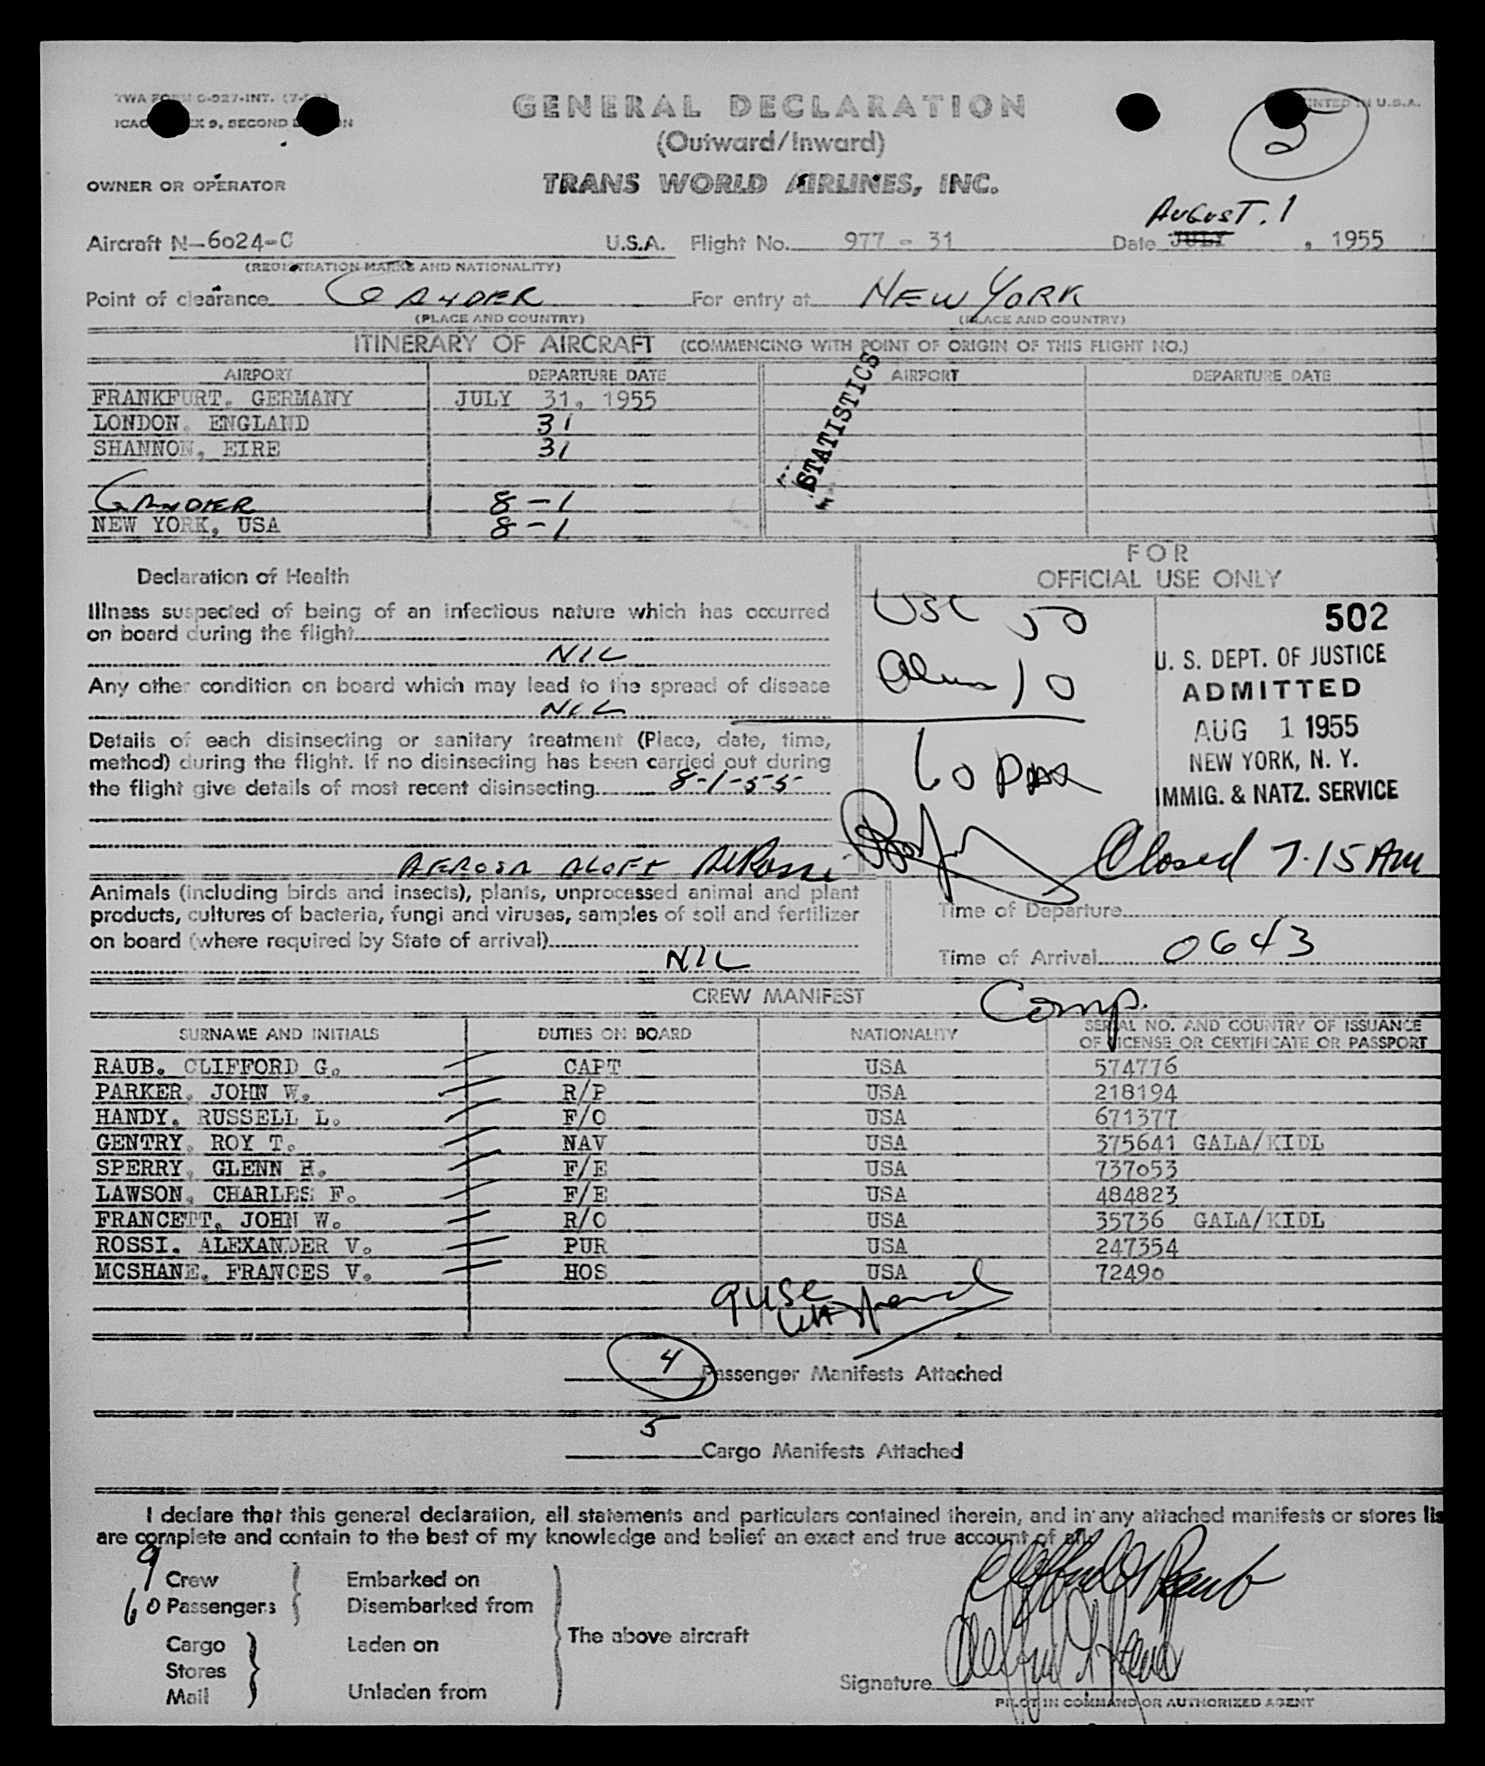 TWA FORM C-927-INT.
GENERAL DECLARATION
PRINTED IN U.S.A.
ICAO ANNEX 9, SECOND EDITION
(Outward/Inward)
2
OWNER OR OPERATOR
TRANS WORLD AIRLINES, INC.
AUGUST. 1
Aircraft N-6024-C U.S.A. Flight No. 977 - 31 Date JULY , 1955
(REGISTRATION MARKS AND NATIONALITY)
Point of clearance GANDER For entry at NEW YORK
(PLACE AND COUNTRY) (PLACE AND COUNTRY)
ITINERARY OF AIRCRAFT (COMMENCING WITH POINT OF ORIGIN OF THIS FLIGHT NO.)
AIRPORT DEPARTURE DATE AIRPORT DEPARTURE DATE
FRANKFURT, GERMANY JULY 31, 1955
LONDON, ENGLAND 31
SHANNON, EIRE 31
STATISTICS
GANDER 8-1
NEW YORK, USA 8-1
FOR
OFFICIAL USE ONLY
Declaration of Health
Illness suspected of being of an infectious nature which has occurred
on board during the flight
NIL
Any other condition on board which may lead to the spread of disease
NIL
Details of each disinsecting or sanitary treatment (Place, date, time,
method) during the flight. If no disinsecting has been carried out during
the flight give details of most recent disinsecting 8-1-55
USC 50
Aliens 10
60 pax
502
U. S. DEPT. OF JUSTICE
ADMITTED
AUG 1 1955
NEW YORK, N. Y.
IMMIG. & NATZ. SERVICE
Closed 7.15 AM
AEROSA ALOFT
Animals (including birds and insects), plants, unprocessed animal and plant
products, cultures of bacteria, fungi and viruses, samples of soil and fertilizer
on board (where required by State of arrival)
NIL
Time of Departure
Time of Arrival 0643
CREW MANIFEST
Comp.
SURNAME AND INITIALS DUTIES ON BOARD NATIONALITY SERIAL NO. AND COUNTRY OF ISSUANCE
OF LICENSE OR CERTIFICATE OR PASSPORT
RAUB, CLIFFORD G. CAPT USA 574776
PARKER, JOHN W. R/P USA 218194
HANDY, RUSSELL L. F/O USA 671377
GENTRY, ROY T. NAV USA 375641 GALA/KIDL
SPERRY, GLENN H. F/E USA 737053
LAWSON, CHARLES F. F/E USA 484823
FRANCETT, JOHN W. R/O USA 35736 GALA/KIDL
ROSSI, ALEXANDER V. PUR USA 247354
MCSHANE, FRANCES V. HOS USA 72490
9 USC
4 Passenger Manifests Attached
5 Cargo Manifests Attached
I declare that this general declaration, all statements and particulars contained therein, and in any attached manifests or stores lis
are complete and contain to the best of my knowledge and belief an exact and true account of all
9 Crew
60 Passengers
Embarked on
Disembarked from
Cargo
Stores
Mail
Laden on
Unladen from
The above aircraft
Signature
PILOT IN COMMAND OR AUTHORIZED AGENT